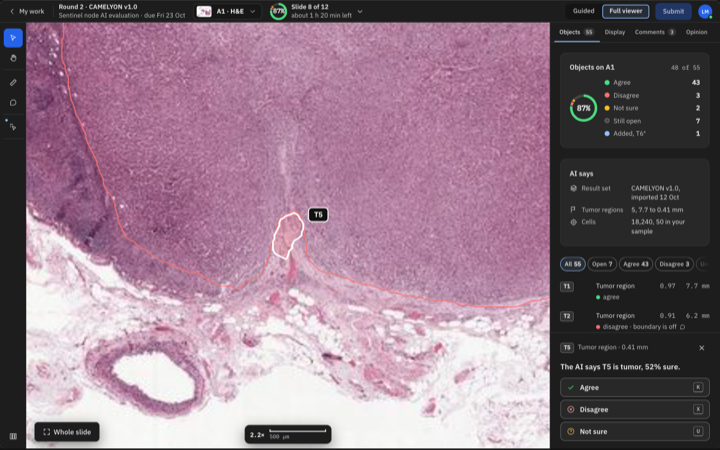 My work
Round 2 · CAMELYON v1.0
Sentinel node AI evaluation · due Fri 23 Oct
A1 · H&E
87%
Slide 8 of 12
about 1 h 20 min left
Guided
Full viewer
Submit
LM
Objects 55
Display
Comments 3
Opinion
Objects on A1
48 of 55
87%
Agree 43
Disagree 3
Not sure 2
Still open 7
Added, T6' 1
AI says
Result set CAMELYON v1.0,
imported 12 Oct
Tumor regions 5, 7.7 to 0.41 mm
Cells 18,240, 50 in your
sample
All 55
Open 7
Agree 43
Disagree 3
T1 Tumor region 0.97 7.7 mm
agree
T2 Tumor region 0.91 6.2 mm
disagree · boundary is off
T5 Tumor region · 0.41 mm
The AI says T5 is tumor, 52% sure.
Agree K
Disagree X
Not sure U
T5
Whole slide
2.2×
500 µm